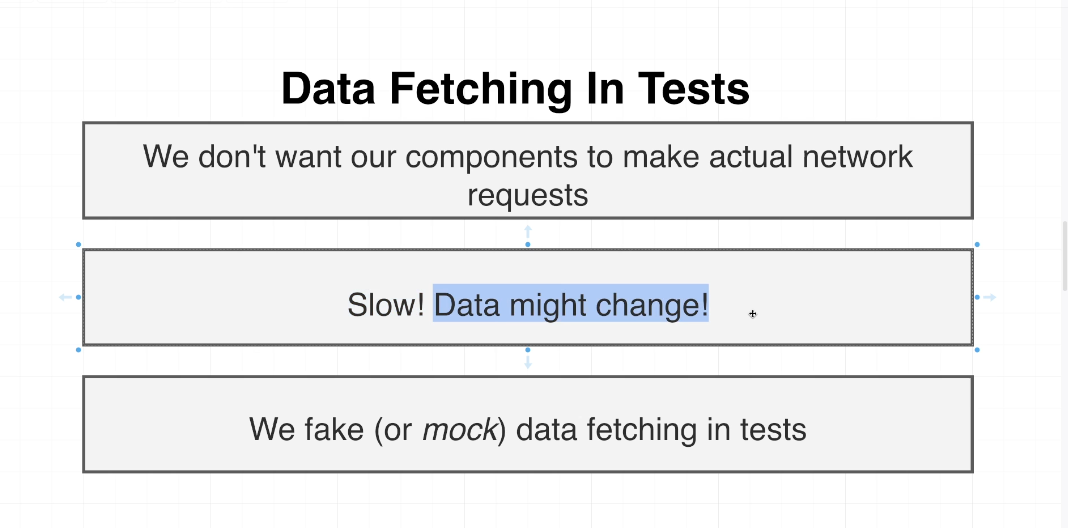 Data Fetching In Tests
We don't want our components to make actual network
requests
Slow! Data might change!
We fake (or mock) data fetching in tests